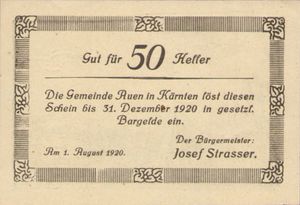 Gut für 50 Heller
Die Gemeinde Auen in Kärnten löst diesen
Schein bis 31. Dezember 1920 in gesetzl.
Bargelde ein.
Der Bürgermeister:
Am 1. August 1920. Josef Strasser.